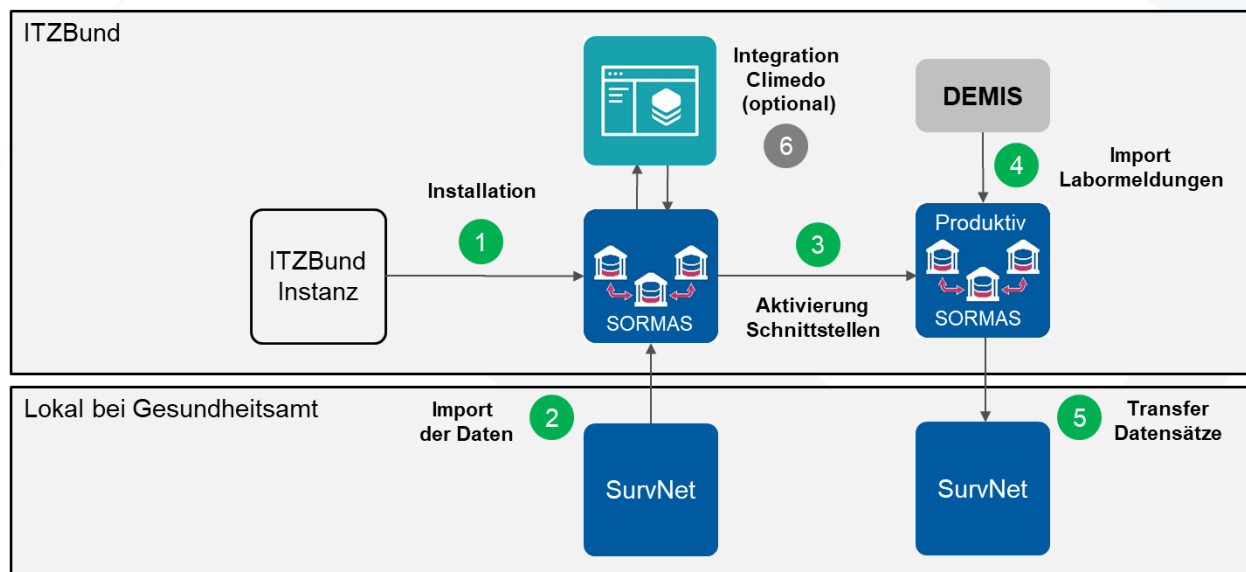 ITZBund
Integration
Climedo
(optional)
6
DEMIS
4
Import
Labormeldungen
Installation
1
ITZBund
Instanz
SORMAS
3
Aktivierung
Schnittstellen
Produktiv
SORMAS
Lokal bei Gesundheitsamt
Import
der Daten
2
SurvNet
5
Transfer
Datensätze
SurvNet